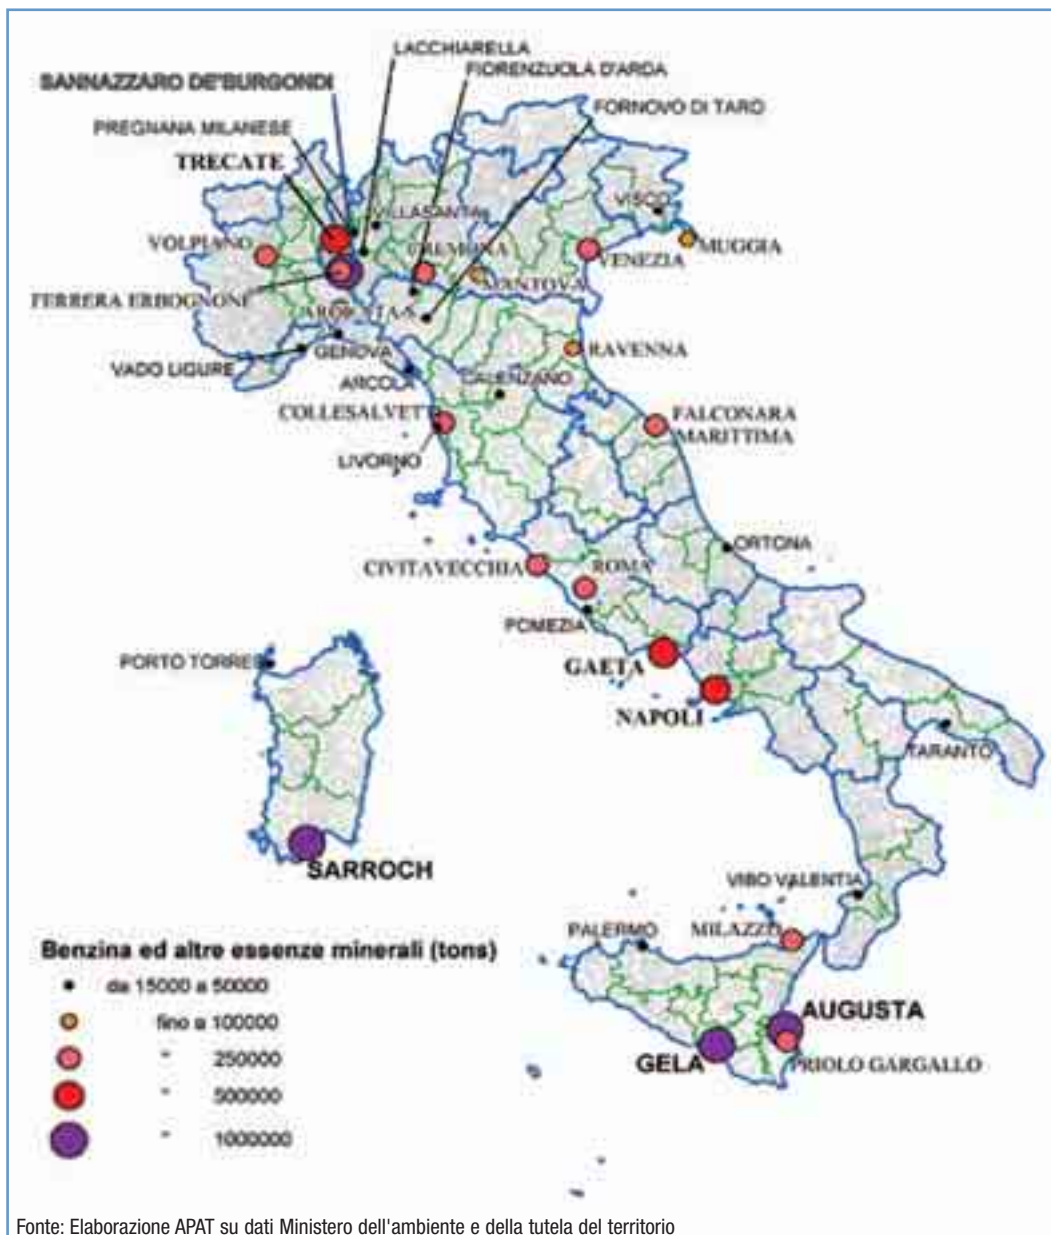 LACCHIARELLA
FIORENZUOLA D'ARDA
SANNAZZARO DE'BURGONDI
FORNOVO DI TARO
PREGNANA MILANESE
TRECATE
VISCO
VILLASANTA
VOLPIANO
CREMONA
VENEZIA
MUGGIA
MANTOVA
FERRERA ERBOGNONE
GENOVA
RAVENNA
VADO LIGURE
ARCOLA
CALENZANO
COLLESALVETTI
FALCONARA
MARITTIMA
LIVORNO
ORTONA
CIVITAVECCHIA
ROMA
POMEZIA
PORTO TORRES
GAETA
NAPOLI
TARANTO
SARROCH
VIBO VALENTIA
PALERMO
MILAZZO
Benzina ed altre essenze minerali (tons)
da 15000 a 50000
fino a 100000
" 250000
" 500000
" 1000000
AUGUSTA
GELA
PRIOLO GARGALLO
Fonte: Elaborazione APAT su dati Ministero dell'ambiente e della tutela del territorio